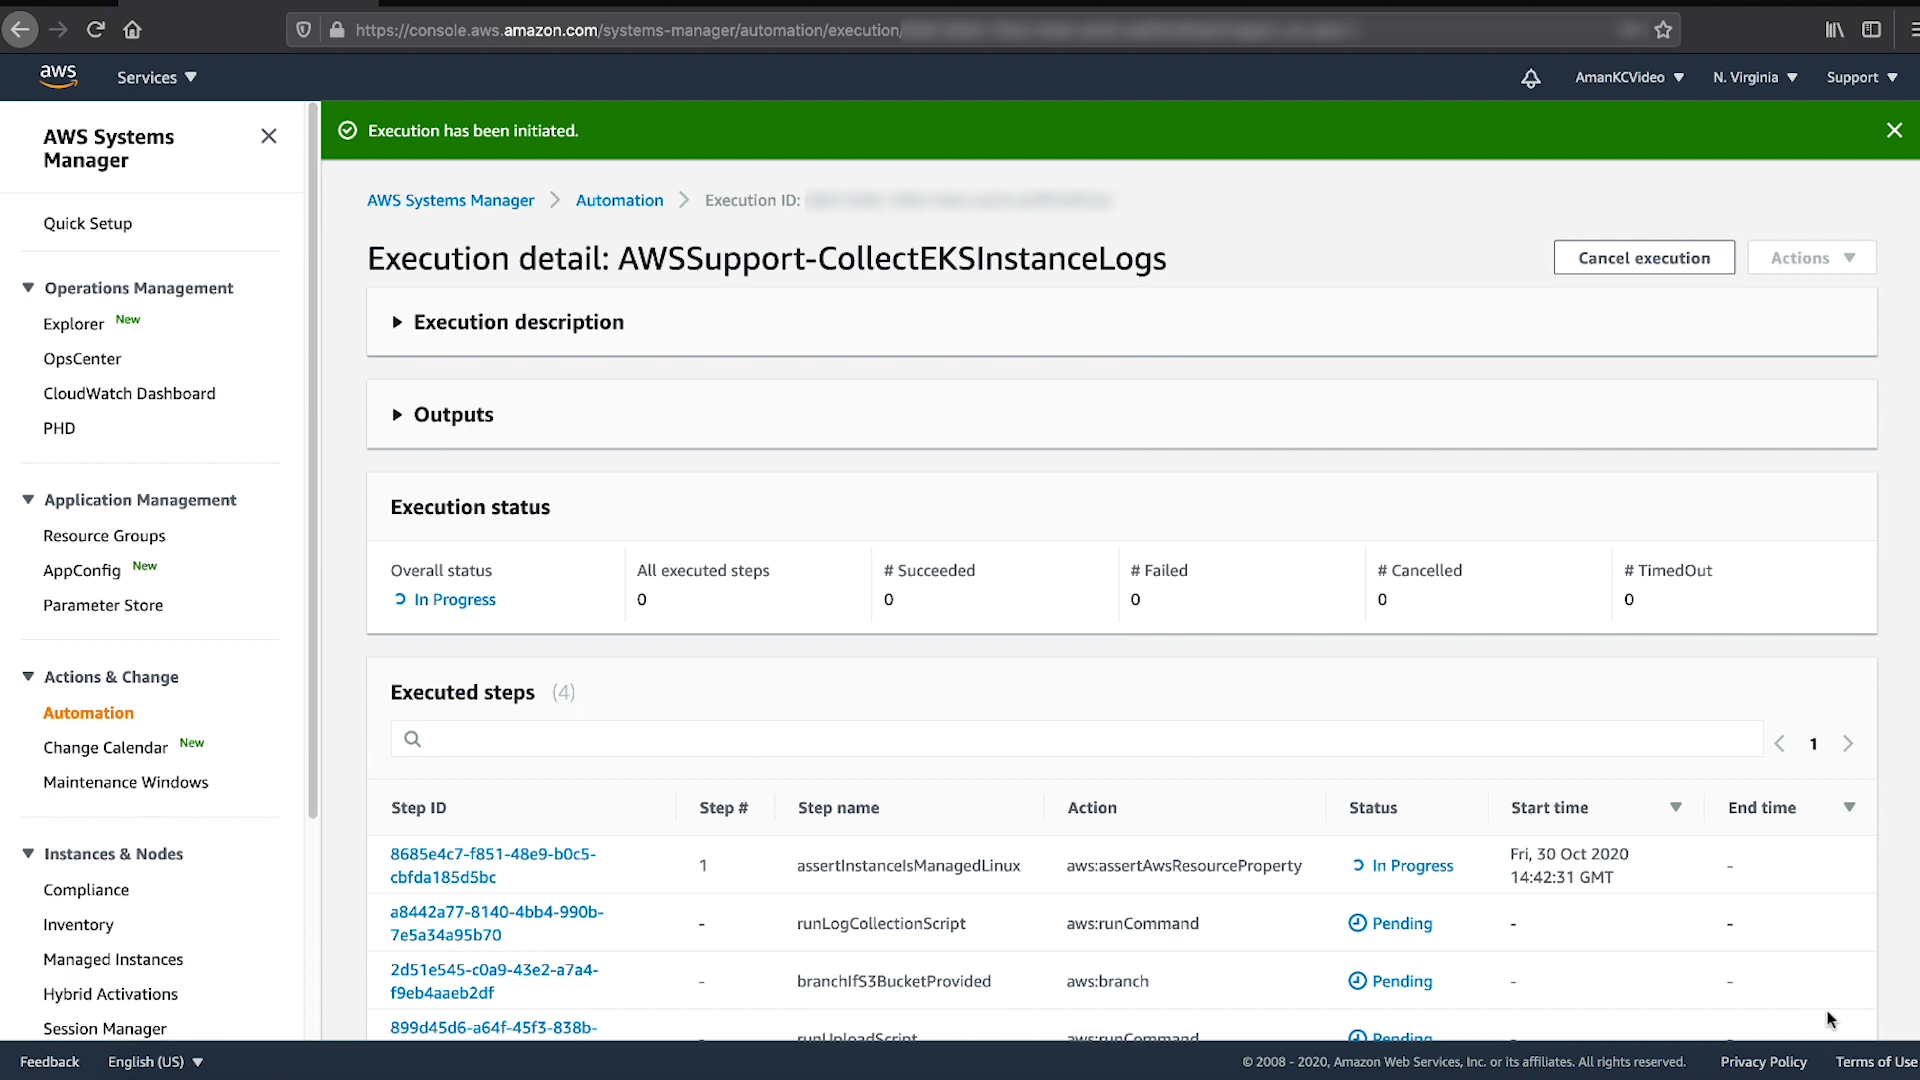 https://console.aws.amazon.com/systems-manager/automation/execution/
aws Services AmanKCVideo N. Virginia Support
AWS Systems
Manager
Quick Setup
Operations Management
Explorer New
OpsCenter
CloudWatch Dashboard
PHD
Application Management
Resource Groups
AppConfig New
Parameter Store
Actions & Change
Automation
Change Calendar New
Maintenance Windows
Instances & Nodes
Compliance
Inventory
Managed Instances
Hybrid Activations
Session Manager
Execution has been initiated.
AWS Systems Manager Automation Execution ID:
Execution detail: AWSSupport-CollectEKSInstanceLogs
Cancel execution Actions
Execution description
Outputs
Execution status
Overall status All executed steps # Succeeded # Failed # Cancelled # TimedOut
In Progress 0 0 0 0 0
Executed steps (4)
1
Step ID Step # Step name Action Status Start time End time
8685e4c7-f851-48e9-b0c5-
cbfda185d5bc 1 assertInstanceIsManagedLinux aws:assertAwsResourceProperty In Progress Fri, 30 Oct 2020
14:42:31 GMT -
a8442a77-8140-4bb4-990b-
7e5a34a95b70 - runLogCollectionScript aws:runCommand Pending - -
2d51e545-c0a9-43e2-a7a4-
f9eb4aaeb2df - branchIfS3BucketProvided aws:branch Pending - -
899d45d6-a64f-45f3-838b-
- runUploadScript aws:runCommand Pending - -
Feedback English (US) © 2008 - 2020, Amazon Web Services, Inc. or its affiliates. All rights reserved. Privacy Policy Terms of Use